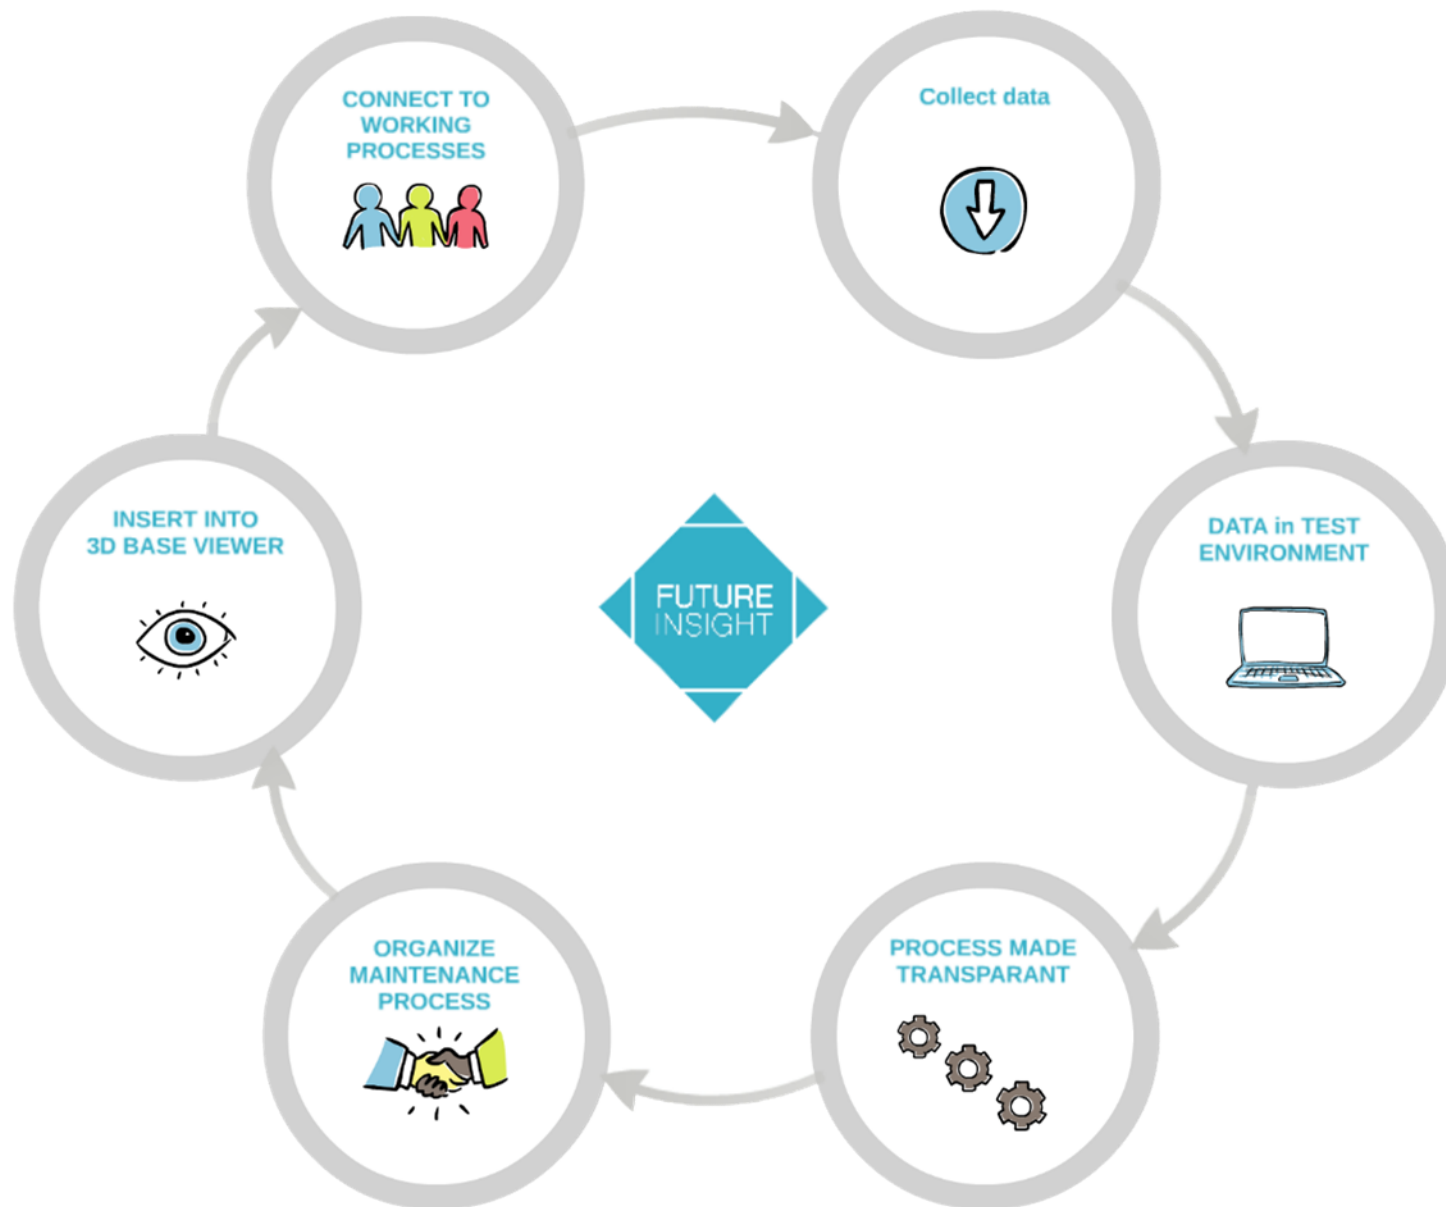 CONNECT TO
WORKING
PROCESSES
Collect data
INSERT INTO
3D BASE VIEWER
FUTURE
INSIGHT
DATA in TEST
ENVIRONMENT
ORGANIZE
MAINTENANCE
PROCESS
PROCESS MADE
TRANSPARANT